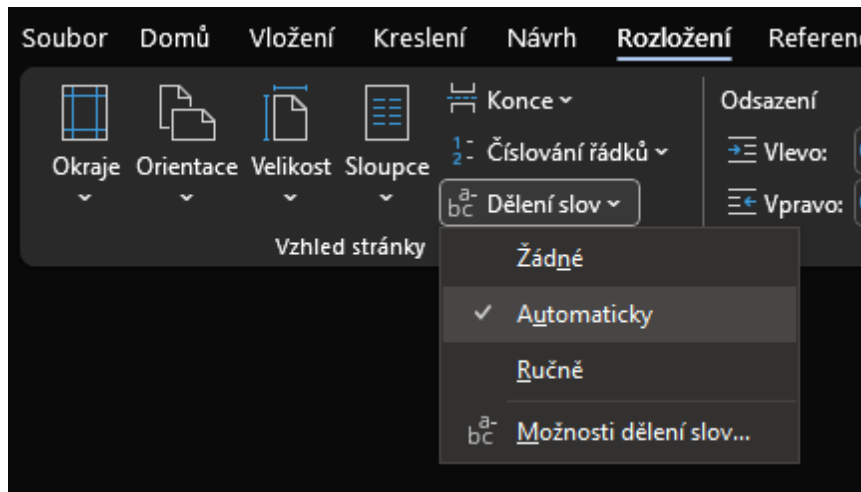 Soubor Domů Vložení Kreslení Návrh Rozložení Referen
Okraje Orientace Velikost Sloupce
Konce
Číslování řádků
Dělení slov
Vzhled stránky
Odsazení
Vlevo:
Vpravo:
Žádné
Automaticky
Ručně
Možnosti dělení slov...